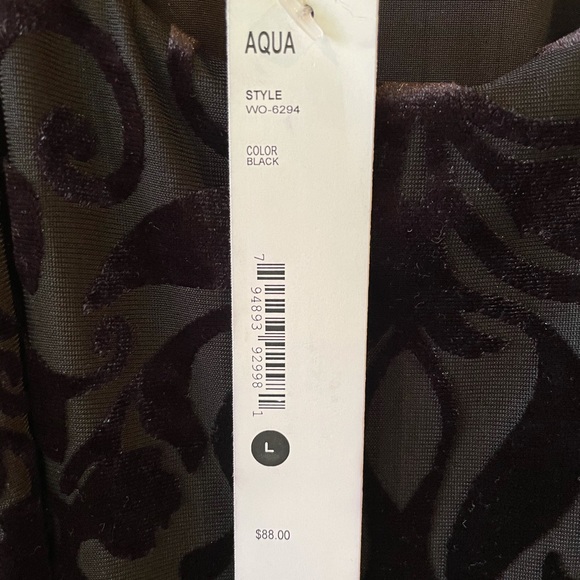 AQUA
STYLE
WO-6294
COLOR
BLACK
7 94893 92998 1
L
$88.00